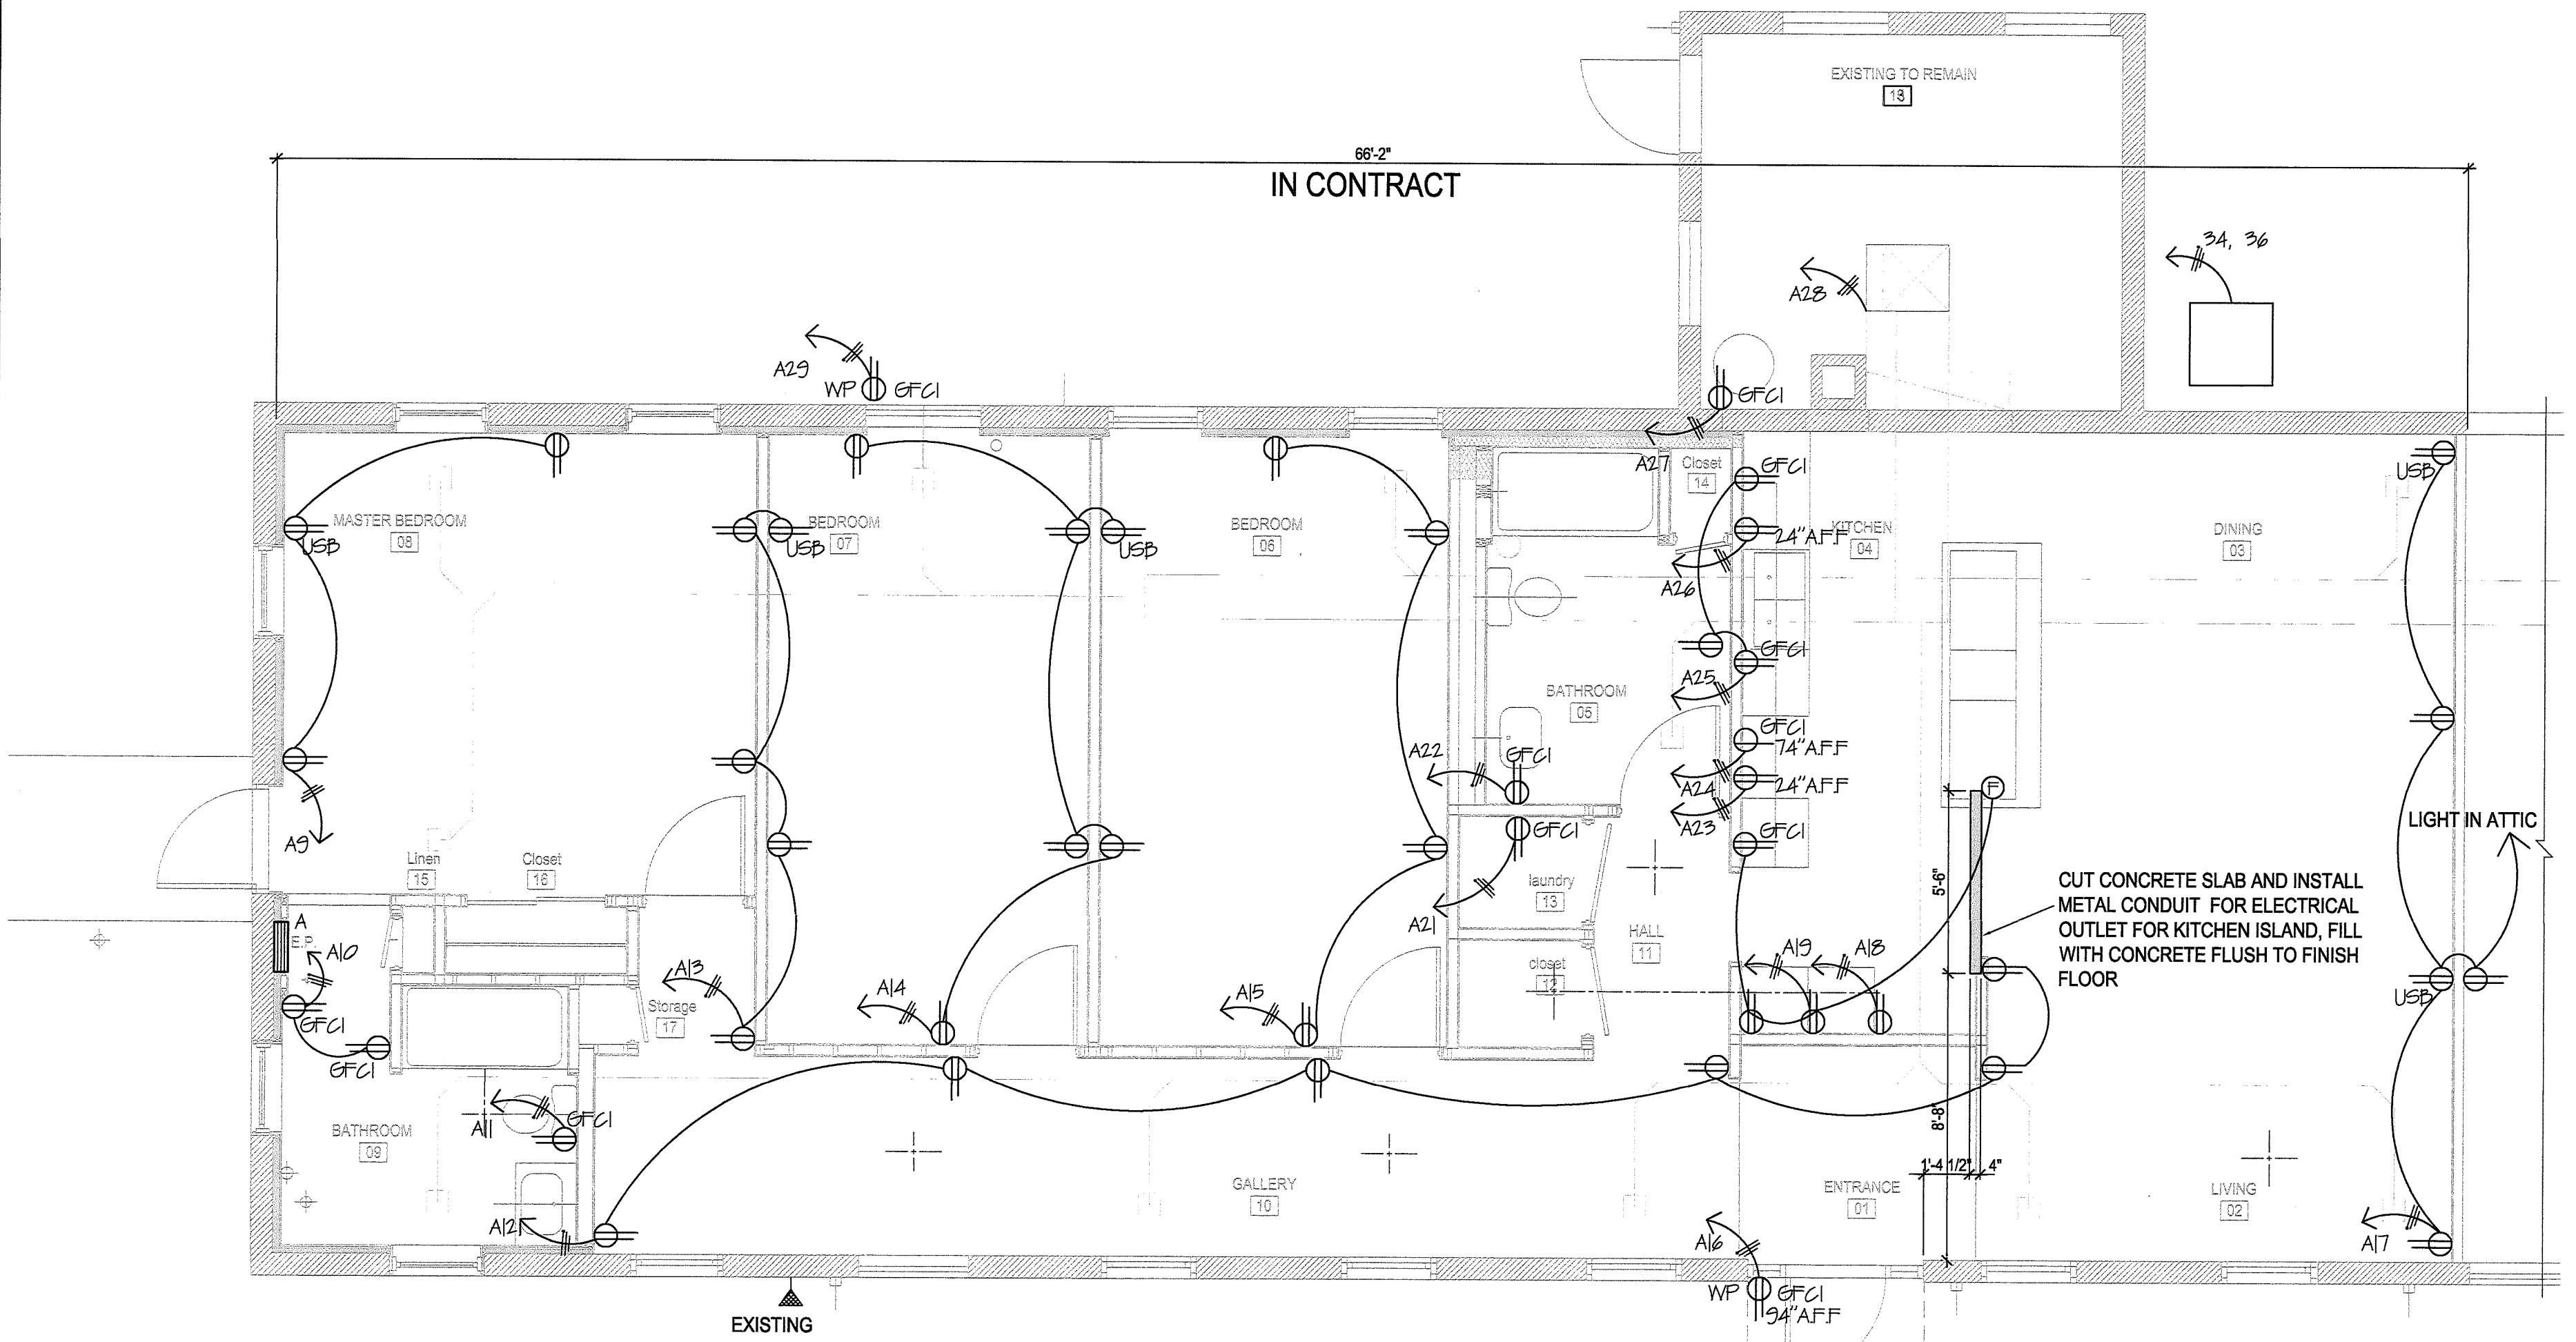 EXISTING TO REMAIN
13
66'-2"
IN CONTRACT
34, 36
A28
A29
WP GFCI
GFCI
A27
Closet
14
GFCI
USB
MASTER BEDROOM
08
USB
USB
BEDROOM
07
USB
BEDROOM
06
24"A.F.F
KITCHEN
04
DINING
03
A26
GFCI
A25
BATHROOM
05
GFCI
74"A.F.F
A22
GFCI
A24
24"A.F.F
F
A23
GFCI
GFCI
LIGHT IN ATTIC
A9
Linen
15
Closet
16
laundry
13
A21
5'-6"
CUT CONCRETE SLAB AND INSTALL
METAL CONDUIT FOR ELECTRICAL
OUTLET FOR KITCHEN ISLAND, FILL
WITH CONCRETE FLUSH TO FINISH
FLOOR
A
E.P.
A10
HALL
11
A13
A14
A15
closet
12
A19
A18
USB
Storage
17
GFCI
GFCI
A11
GFCI
BATHROOM
09
8'-8"
1'-4 1/2"
4"
GALLERY
10
ENTRANCE
01
LIVING
02
A12
A16
A17
WP GFCI
94"A.F.F
EXISTING